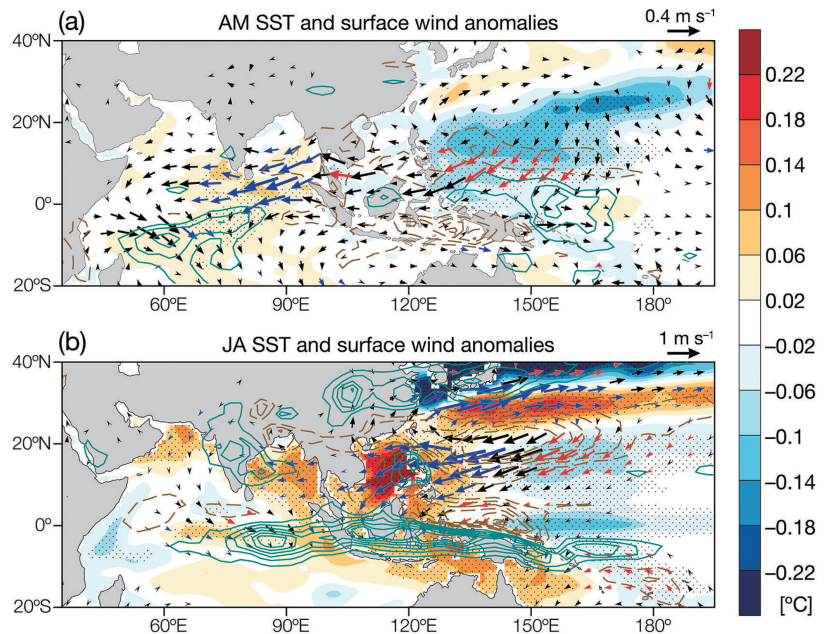 (a) AM SST and surface wind anomalies 0.4 m s⁻¹
40ºN
20ºN
0º
20ºS
60ºE 90ºE 120ºE 150ºE 180º
(b) JA SST and surface wind anomalies 1 m s⁻¹
40ºN
20ºN
0º
20ºS
60ºE 90ºE 120ºE 150ºE 180º
0.22
0.18
0.14
0.1
0.06
0.02
−0.02
−0.06
−0.1
−0.14
−0.18
−0.22
[ºC]